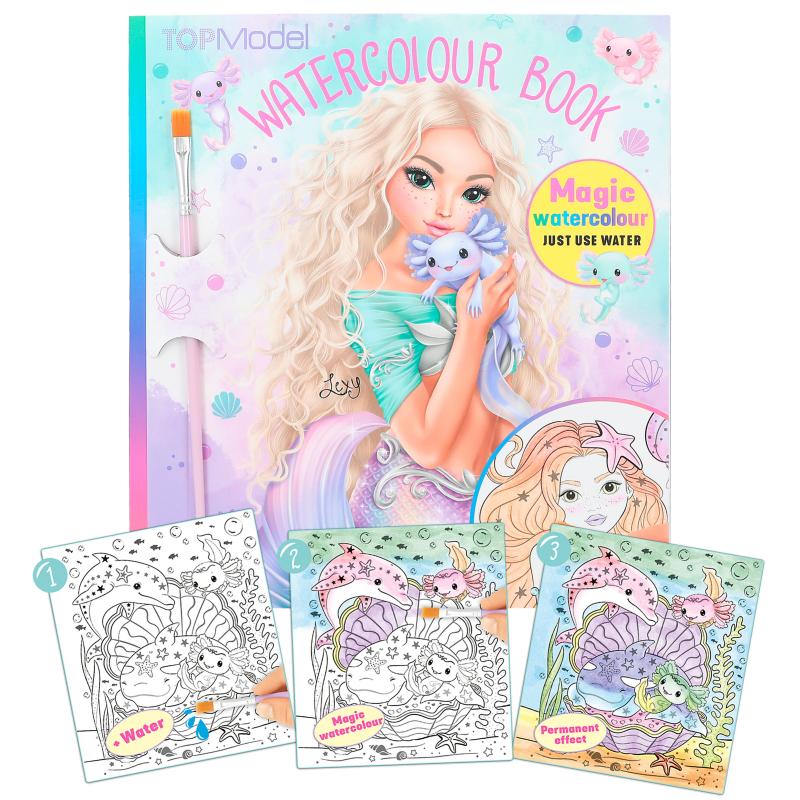 TOPModel
WATERCOLOUR BOOK
Magic
watercolour
JUST USE WATER
Lexy
1
+ Water
2
Magic
watercolour
3
Permanent
effect